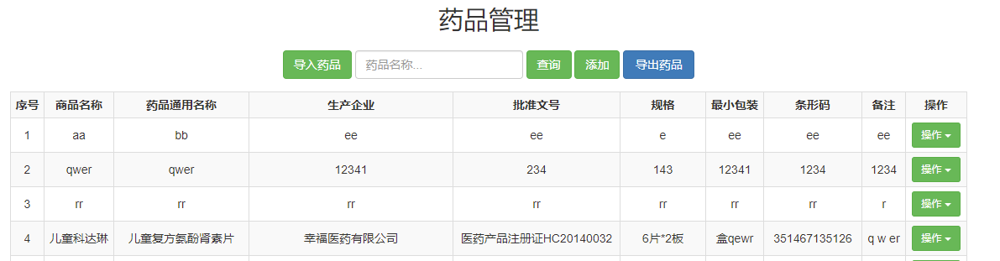 药品管理
导入药品 药品名称... 查询 添加 导出药品
序号 商品名称 药品通用名称 生产企业 批准文号 规格 最小包装 条形码 备注 操作
1 aa bb ee ee e ee ee ee 操作
2 qwer qwer 12341 234 143 12341 1234 1234 操作
3 rr rr rr rr rr rr rr r 操作
4 儿童科达琳 儿童复方氨酚肾素片 幸福医药有限公司 医药产品注册证HC20140032 6片*2板 盒qewr 351467135126 q w er 操作